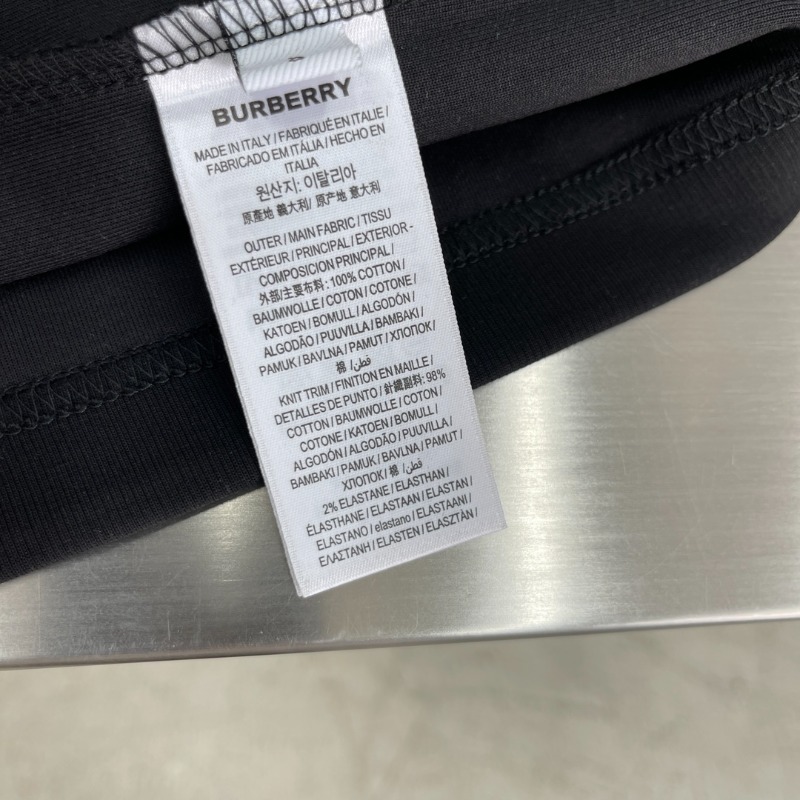 BURBERRY
MADE IN ITALY / FABRIQUÉ EN ITALIE /
FABRICADO EM ITÁLIA / HECHO EN
ITALIA
원산지: 이탈리아
原產地 義大利/ 原产地 意大利
OUTER / MAIN FABRIC / TISSU
EXTÉRIEUR / PRINCIPAL / EXTERIOR -
COMPOSICIÓN PRINCIPAL /
外部/主要布料: 100% COTTON /
BAUMWOLLE / COTON / COTONE /
KATOEN / BOMULL / ALGODÓN /
ALGODÃO / PUUVILLA / BAMBAKI /
PAMUK / BAVLNA / PAMUT / ХЛОПОК/
棉 /قطن/
KNIT TRIM / FINITION EN MAILLE /
DETALLES DE PUNTO / 針織副料: 98%
COTTON / BAUMWOLLE / COTON /
COTONE / KATOEN / BOMULL /
ALGODÓN / ALGODÃO / PUUVILLA /
BAMBAKI / PAMUK / BAVLNA / PAMUT /
ХЛОПОК/ 棉 /قطن/
2% ELASTANE / ELASTHAN /
ÉLASTHANE / ELASTAAN / ELASTAN /
ELASTANO / elastano / ELASTAANI /
ΕΛΑΣΤΑΝΗ / ELASTEN / ELASZTÁN /